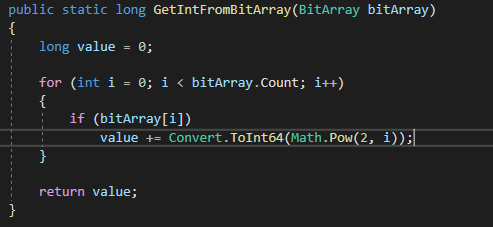 public static long GetIntFromBitArray(BitArray bitArray)
{
    long value = 0;

    for (int i = 0; i < bitArray.Count; i++)
    {
        if (bitArray[i])
            value += Convert.ToInt64(Math.Pow(2, i));
    }

    return value;
}